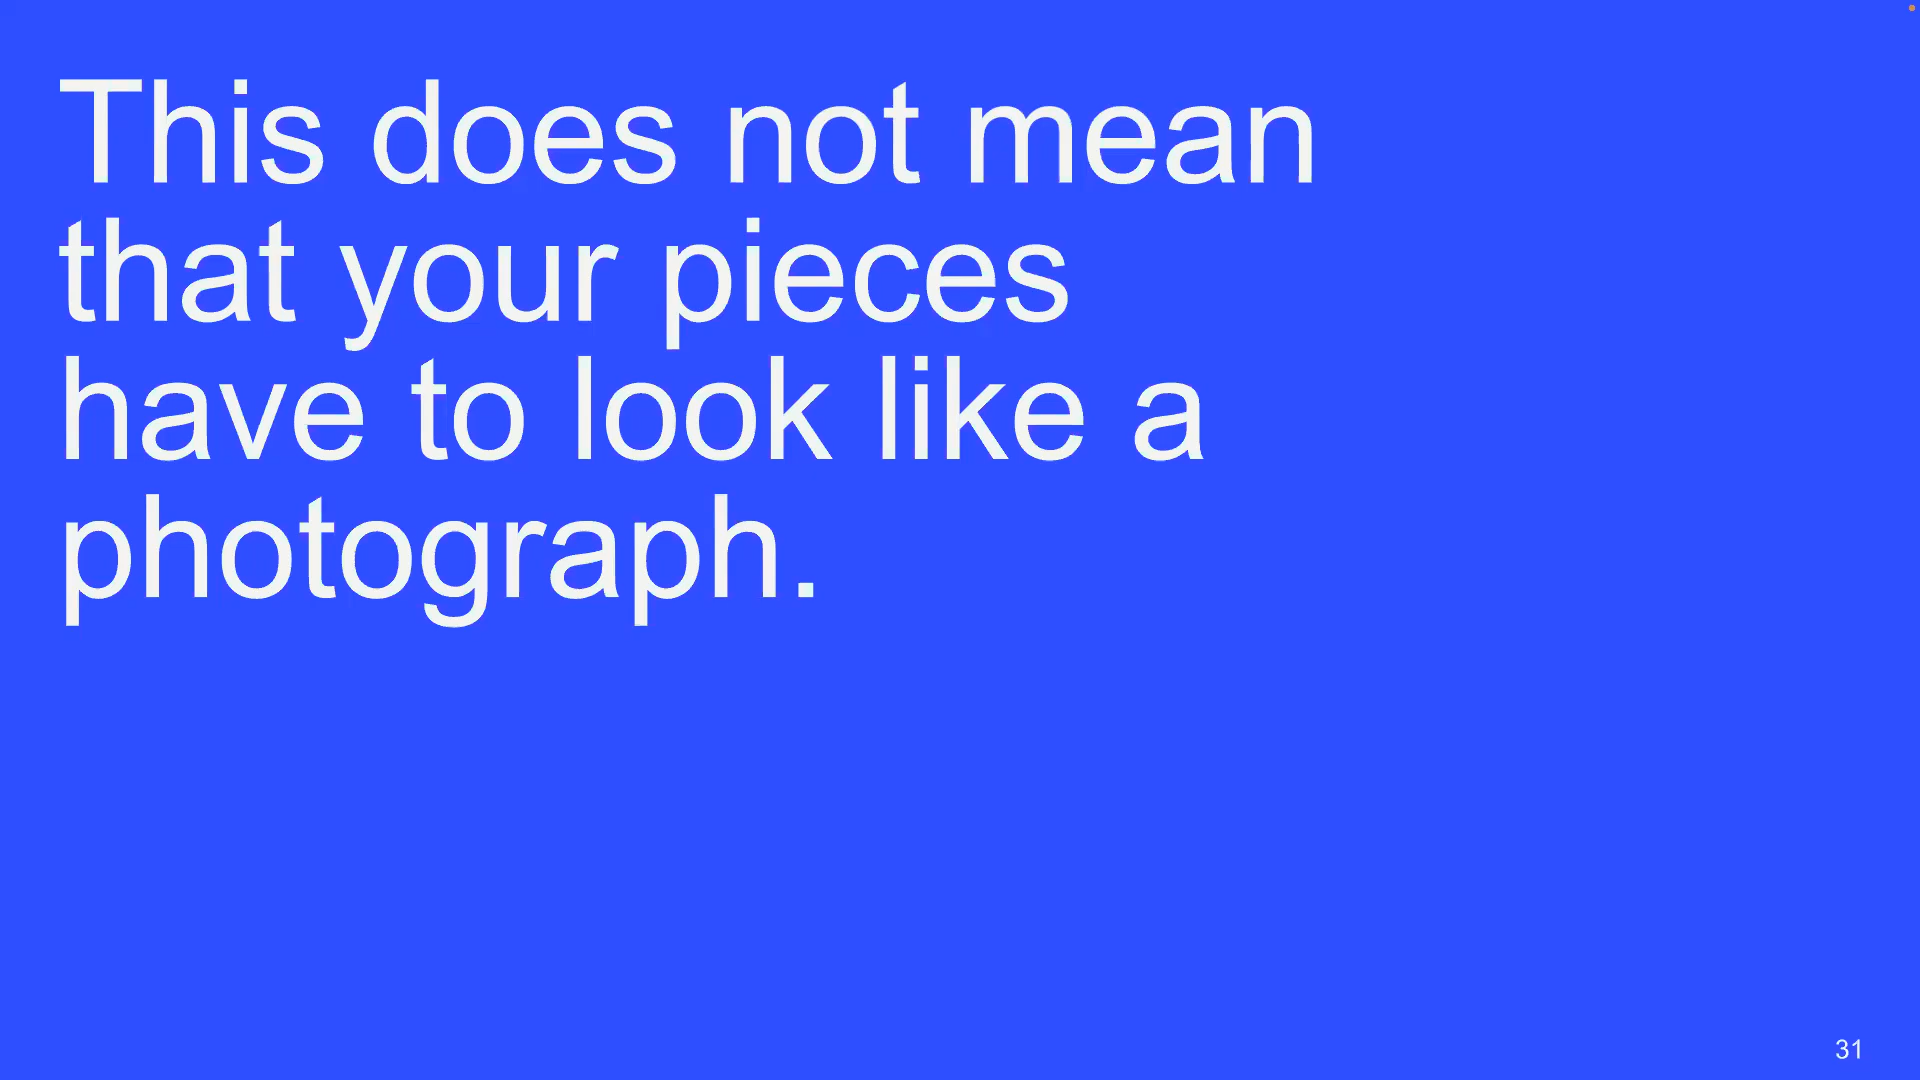 This does not mean
that your pieces
have to look like a
photograph.
31